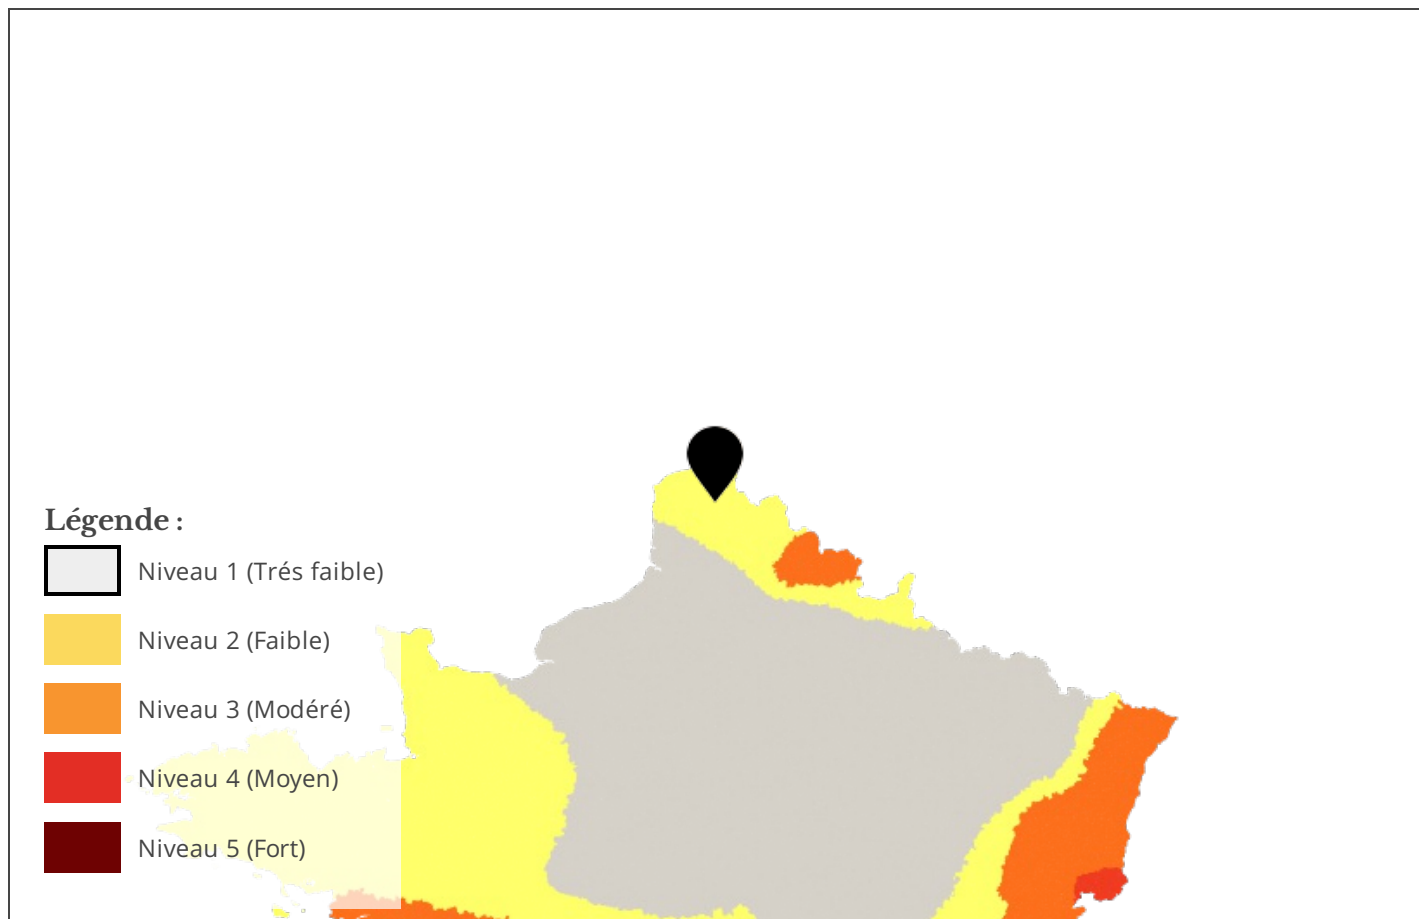 Légende :
Niveau 1 (Trés faible)
Niveau 2 (Faible)
Niveau 3 (Modéré)
Niveau 4 (Moyen)
Niveau 5 (Fort)